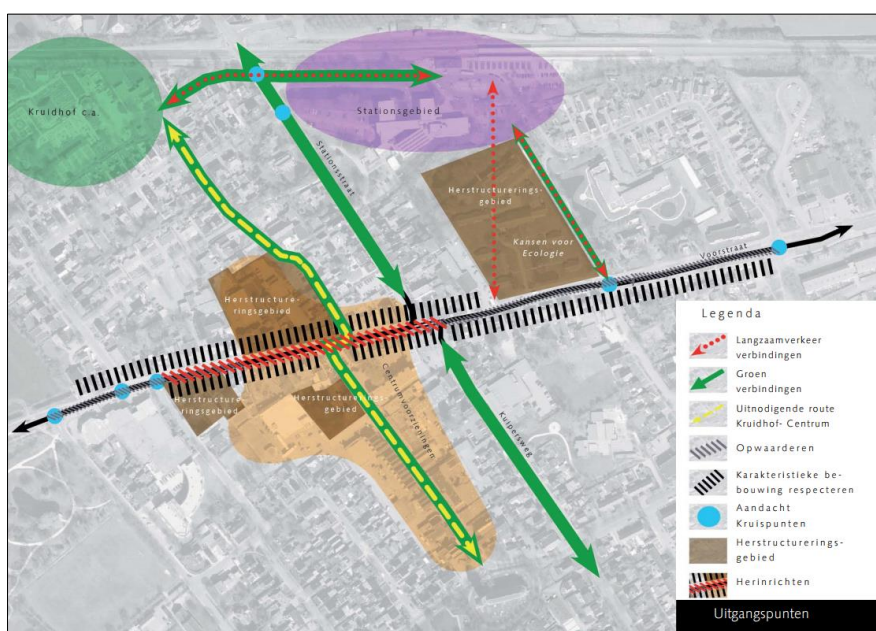 Kruidhof c.a.
Stationsgebied
Stationsstraat
Herstructurerings-
gebied
Kansen voor
Ecologie
Voorstraat
Herstructure-
ringsgebied
Herstructure-
ringsgebied
Herstructurerings-
gebied
Centrumvoorzieningen
Kuipersweg
Legenda
Langzaamverkeer
verbindingen
Groen
verbindingen
Uitnodigende route
Kruidhof- Centrum
Opwaarderen
Karakteristieke be-
bouwing respecteren
Aandacht
Kruispunten
Herstructurerings-
gebied
Herinrichten
Uitgangspunten